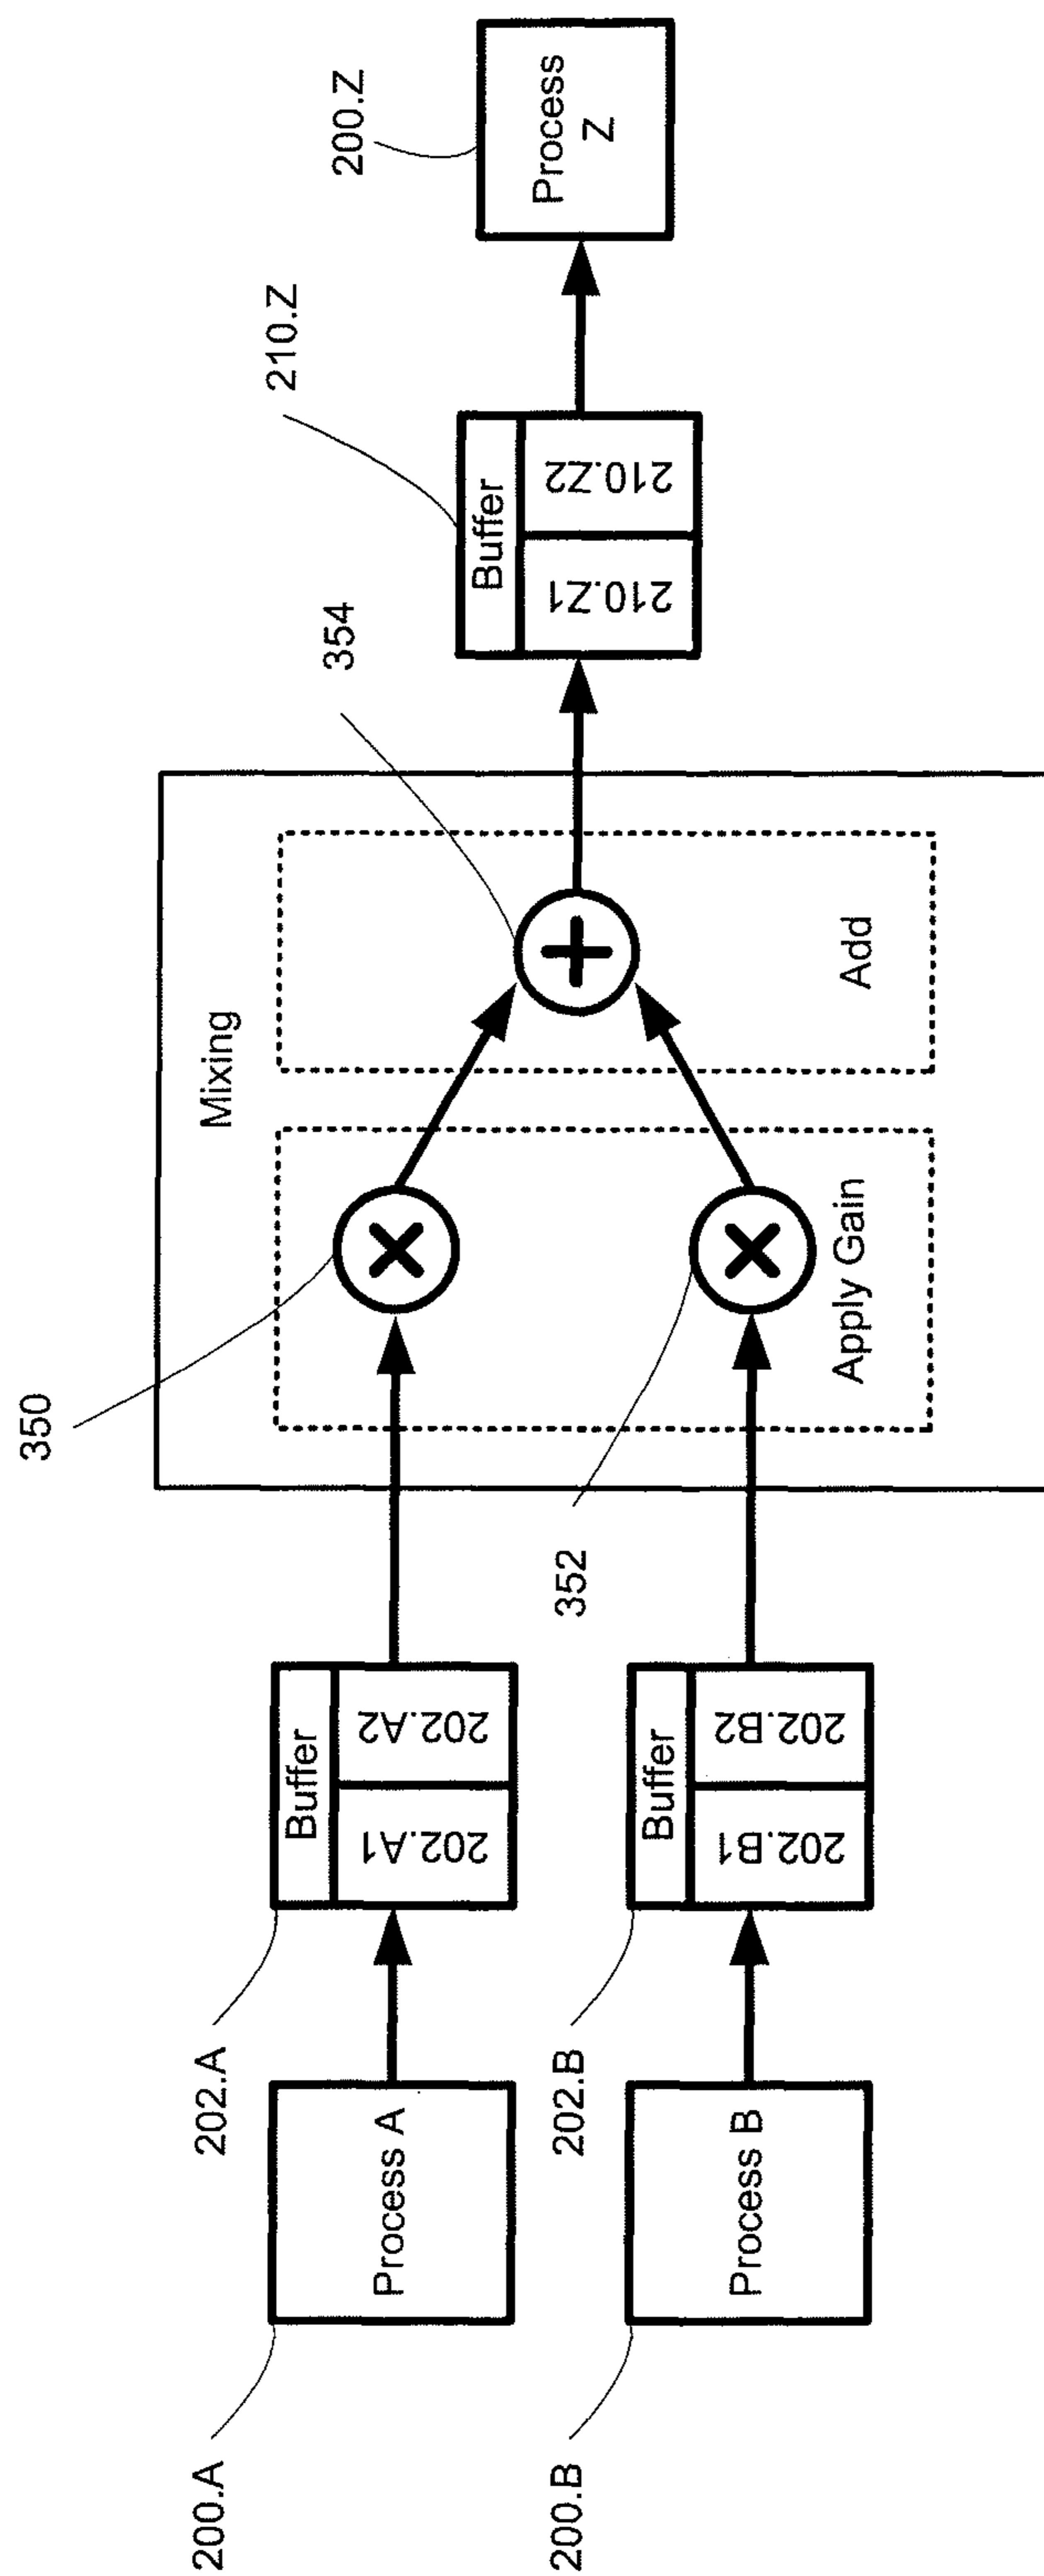 200.A
Process A
202.A
Buffer
202.A1
202.A2
200.B
Process B
202.B
Buffer
202.B1
202.B2
Mixing
350
352
Apply Gain
354
Add
210.Z
Buffer
210.Z1
210.Z2
200.Z
Process
Z